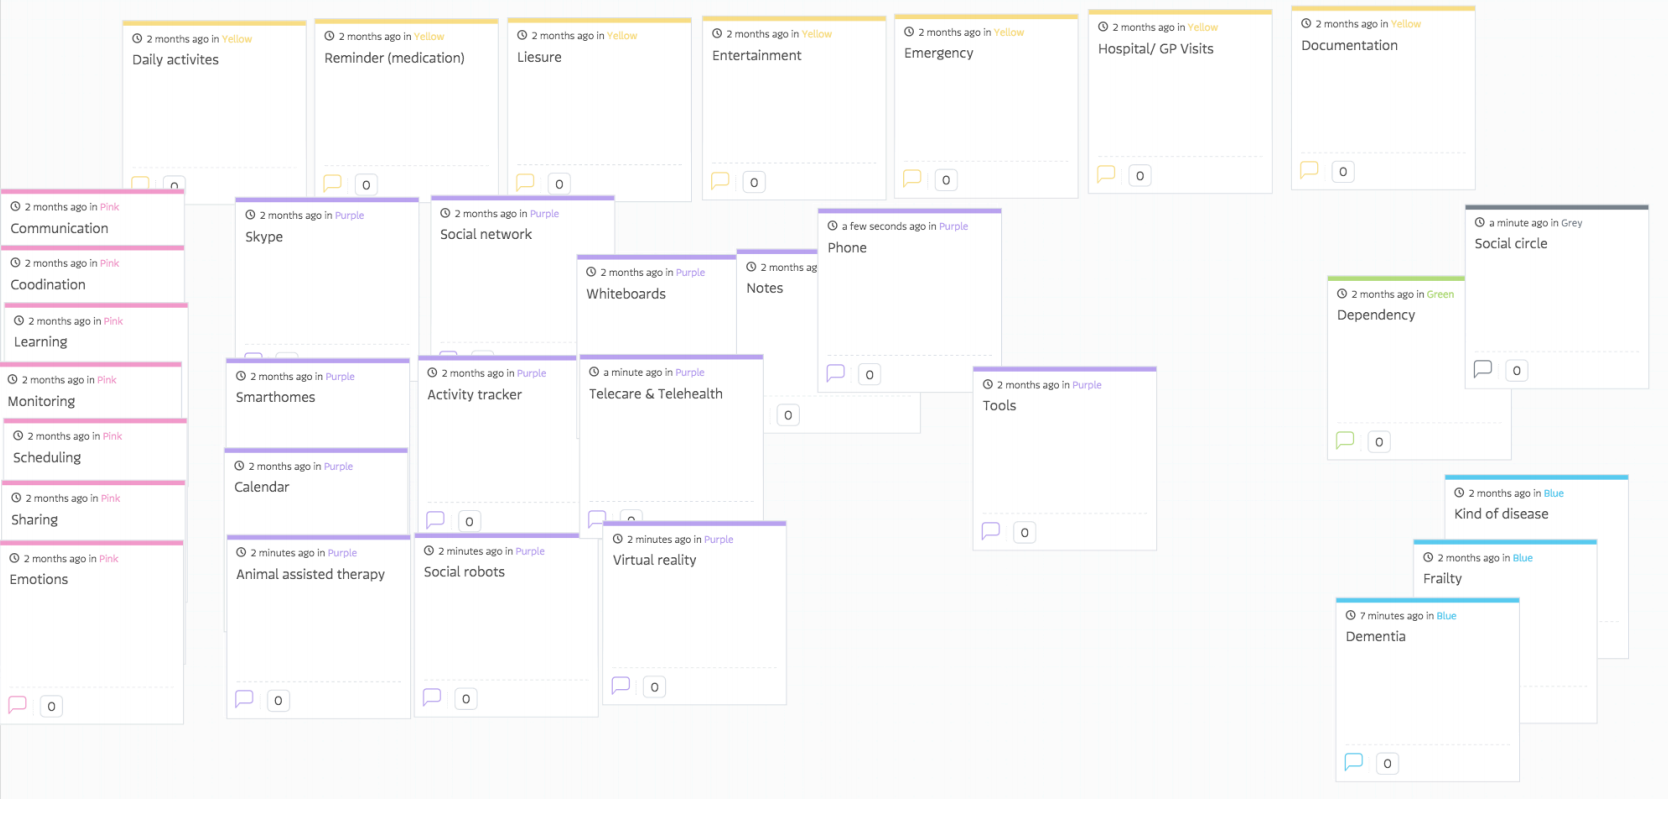 2 months ago in Yellow
Daily activites
0
2 months ago in Yellow
Reminder (medication)
0
2 months ago in Yellow
Liesure
0
2 months ago in Yellow
Entertainment
0
2 months ago in Yellow
Emergency
0
2 months ago in Yellow
Hospital/ GP Visits
0
2 months ago in Yellow
Documentation
0
2 months ago in Pink
Communication
2 months ago in Pink
Coodination
2 months ago in Pink
Learning
2 months ago in Pink
Monitoring
2 months ago in Pink
Scheduling
2 months ago in Pink
Sharing
2 months ago in Pink
Emotions
0
2 months ago in Purple
Skype
2 months ago in Purple
Social network
2 months ago in Purple
Whiteboards
2 months ag
Notes
0
a few seconds ago in Purple
Phone
0
2 months ago in Purple
Smarthomes
2 months ago in Purple
Activity tracker
0
a minute ago in Purple
Telecare & Telehealth
0
2 months ago in Purple
Tools
0
2 months ago in Purple
Calendar
2 minutes ago in Purple
Animal assisted therapy
0
2 minutes ago in Purple
Social robots
0
2 minutes ago in Purple
Virtual reality
0
a minute ago in Grey
Social circle
0
2 months ago in Green
Dependency
0
2 months ago in Blue
Kind of disease
2 months ago in Blue
Frailty
7 minutes ago in Blue
Dementia
0